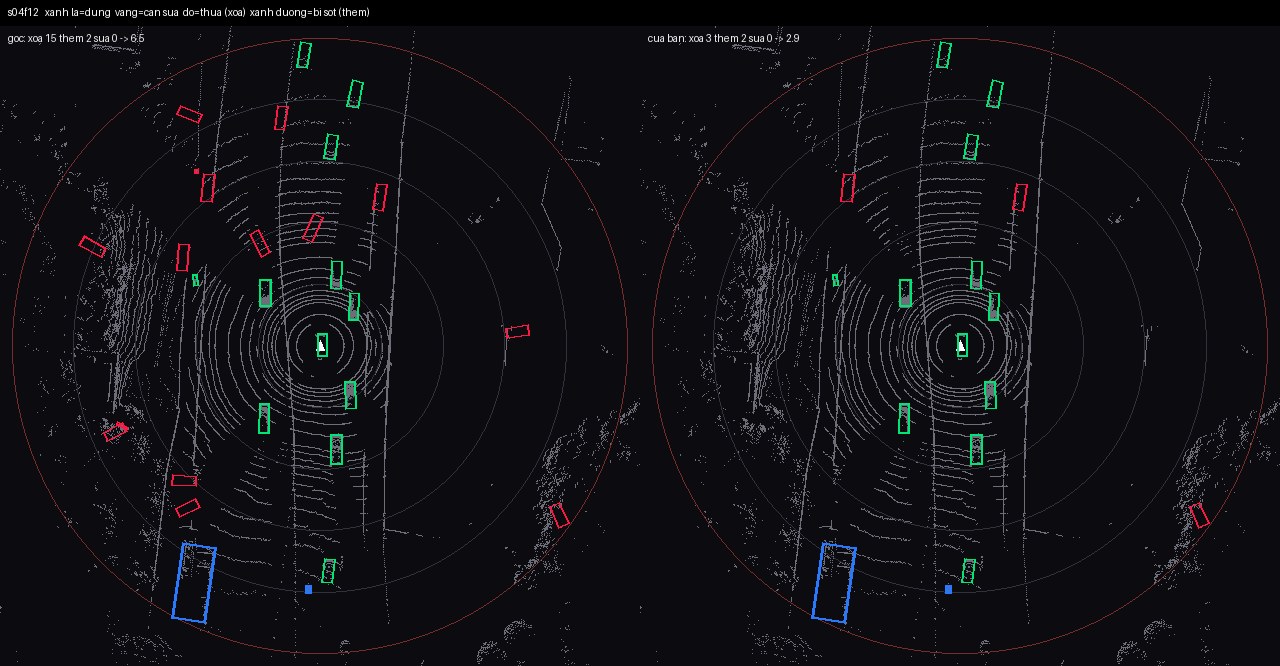 s04f12 xanh la=dung vang=can sua do=thua (xoa) xanh duong=bi sot (them)
goc: xoa 15 them 2 sua 0 -> 6.5
cua ban: xoa 3 them 2 sua 0 -> 2.9